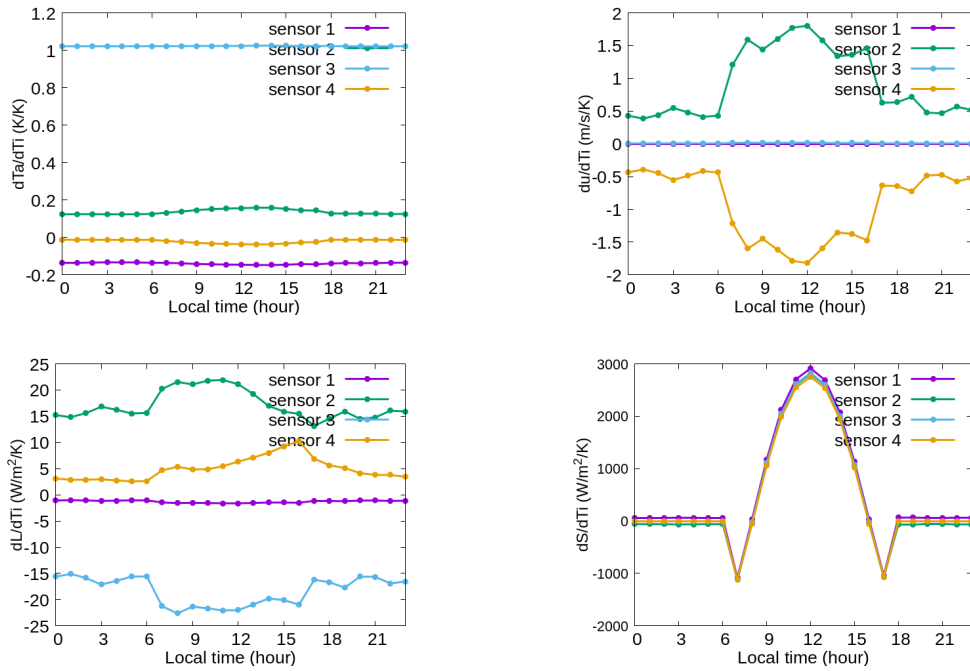 1.2
1
0.8
0.6
0.4
0.2
0
-0.2
dTa/dTi (K/K)
sensor 1
sensor 2
sensor 3
sensor 4
0 3 6 9 12 15 18 21
Local time (hour)
2
1.5
1
0.5
0
-0.5
-1
-1.5
-2
du/dTi (m/s/K)
sensor 1
sensor 2
sensor 3
sensor 4
0 3 6 9 12 15 18 21
Local time (hour)
25
20
15
10
5
0
-5
-10
-15
-20
-25
dL/dTi (W/m²/K)
sensor 1
sensor 2
sensor 3
sensor 4
0 3 6 9 12 15 18 21
Local time (hour)
3000
2000
1000
0
-1000
-2000
dS/dTi (W/m²/K)
sensor 1
sensor 2
sensor 3
sensor 4
0 3 6 9 12 15 18 21
Local time (hour)